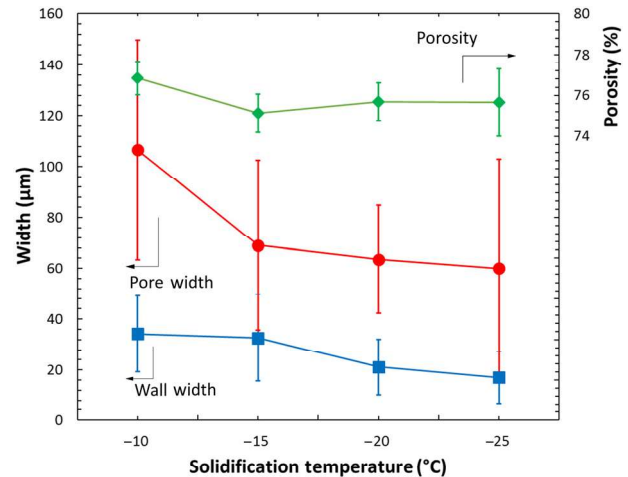 160
140
120
100
80
60
40
20
0
Width (μm)
80
78
76
74
Porosity (%)
Porosity
Pore width
Wall width
–10
–15
–20
–25
Solidification temperature (°C)